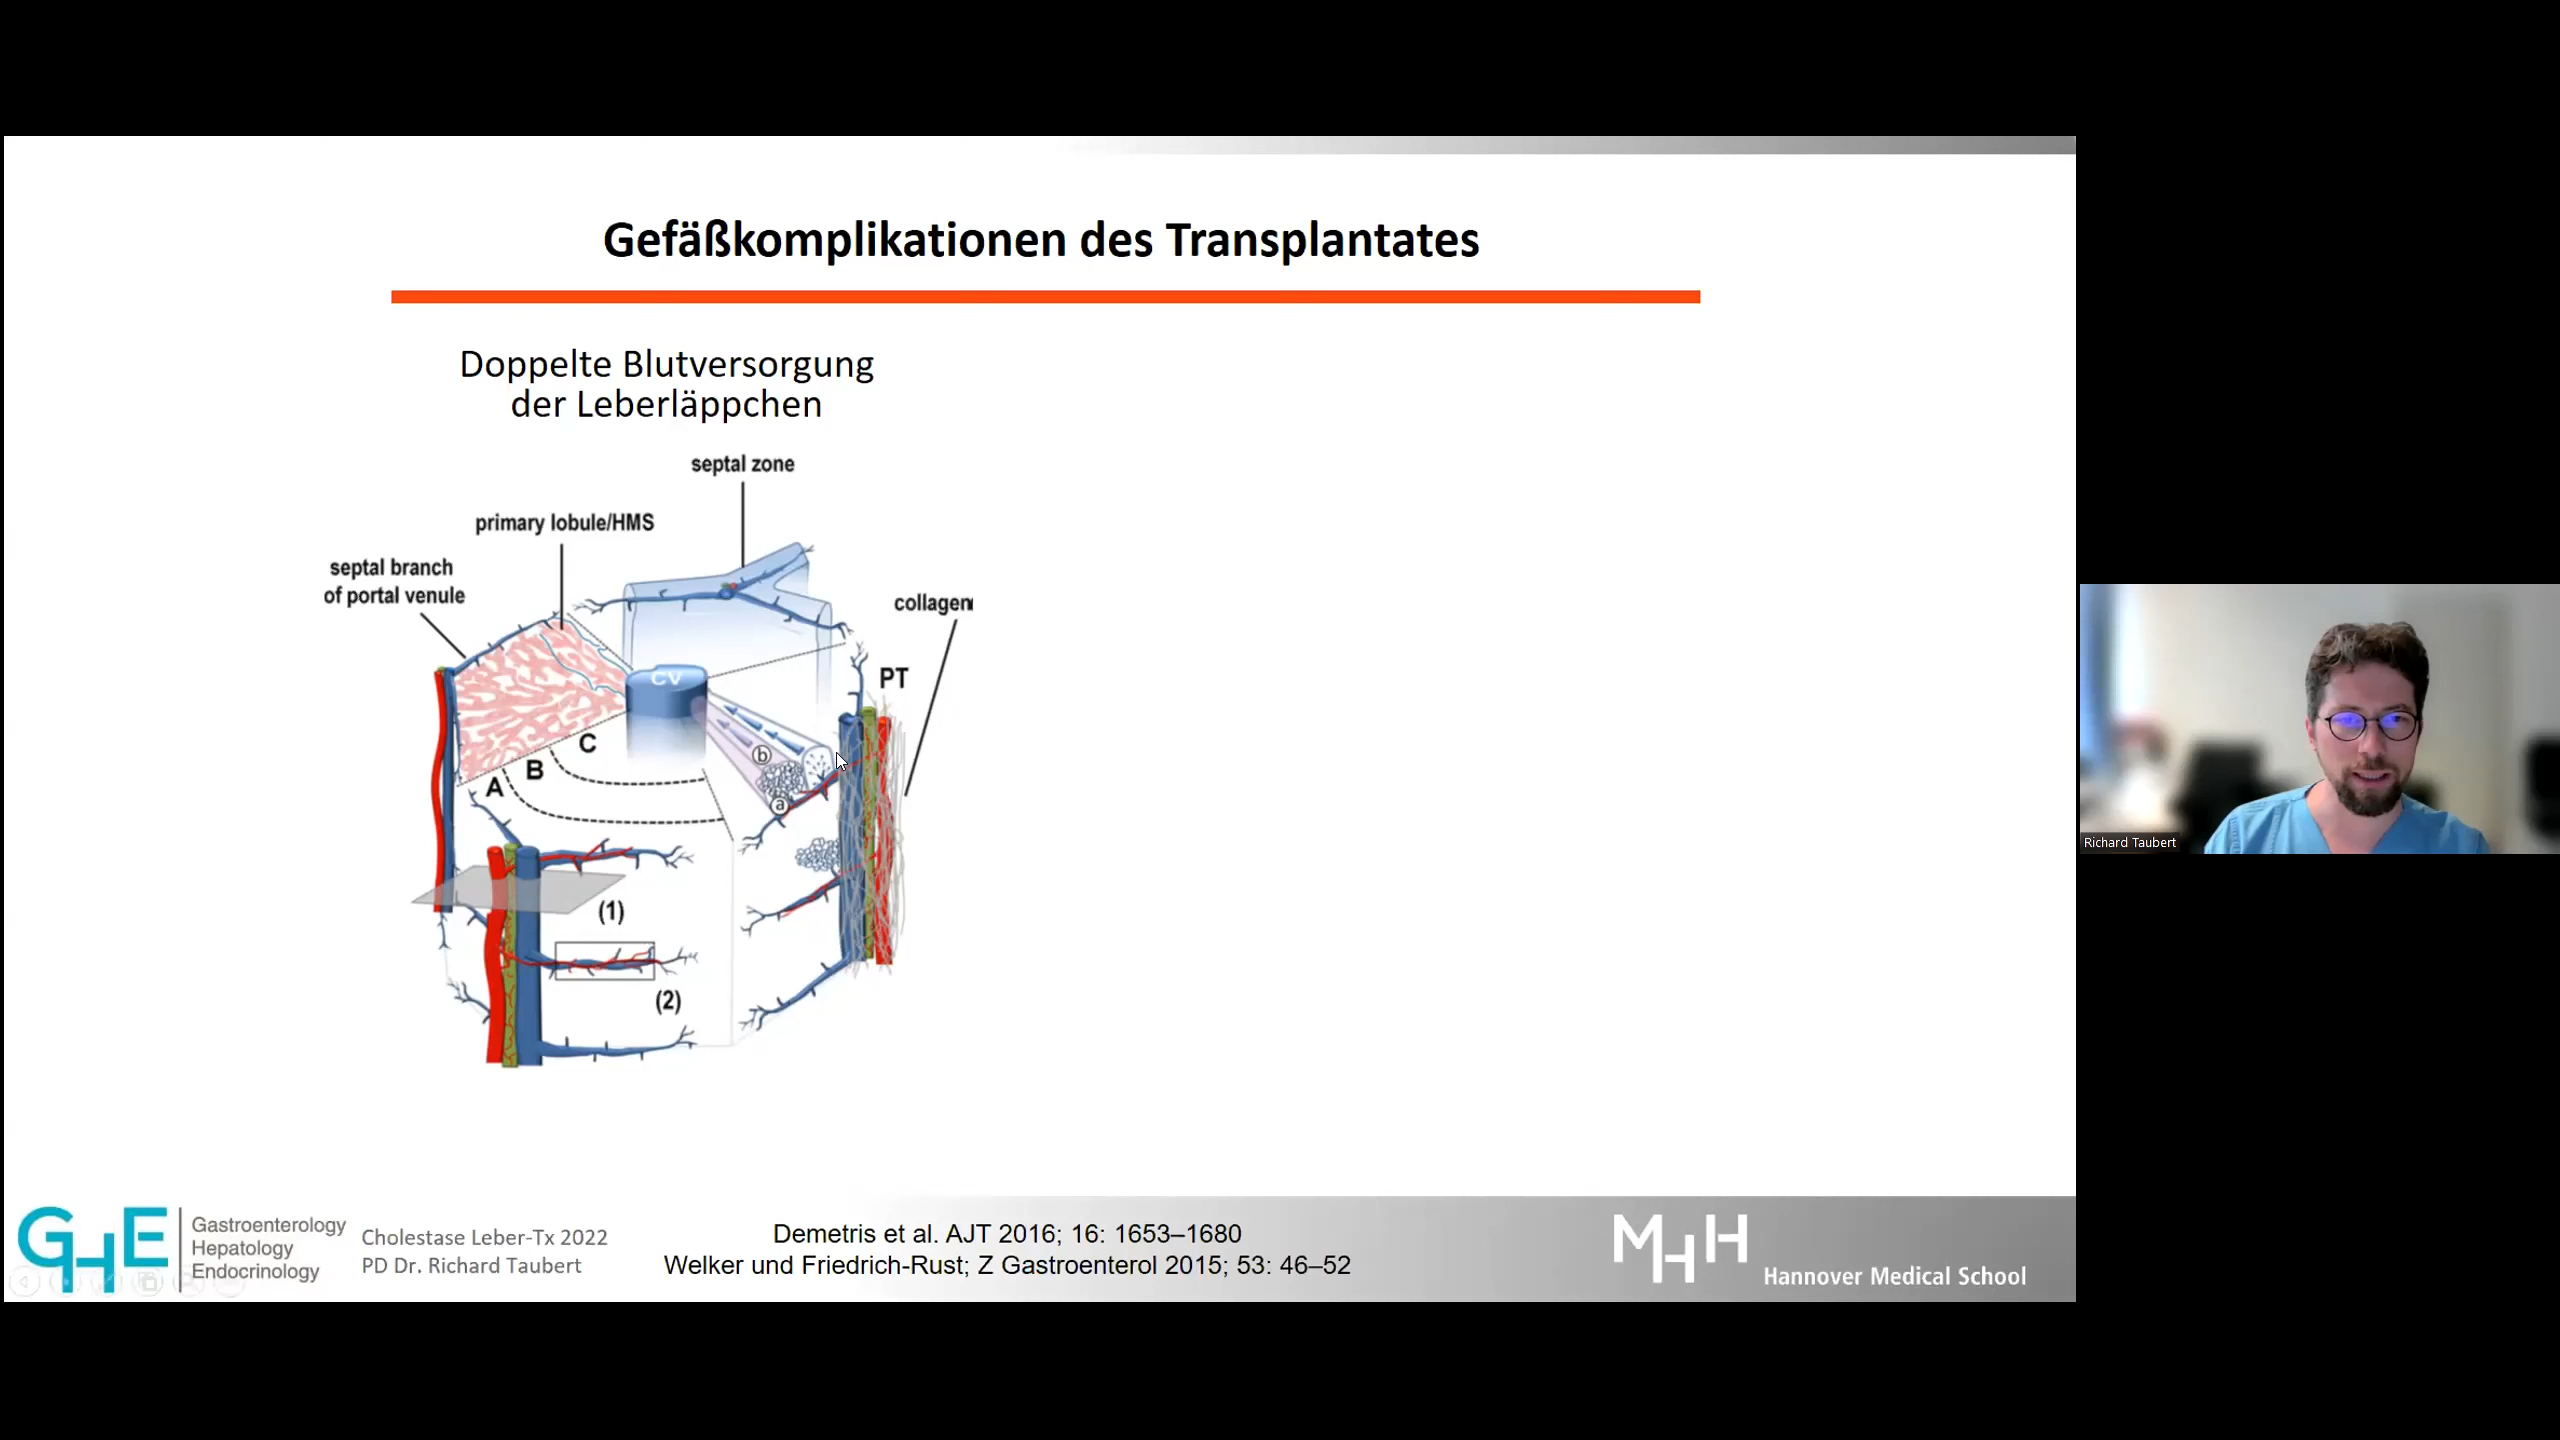 Gefäßkomplikationen des Transplantates
Doppelte Blutversorgung
der Leberläppchen
septal zone
primary lobule/HMS
septal branch
of portal venule
collagen
CV
PT
C
b
B
A
a
(1)
(2)
Richard Taubert
GHE
Gastroenterology
Hepatology
Endocrinology
Cholestase Leber-Tx 2022
PD Dr. Richard Taubert
Demetris et al. AJT 2016; 16: 1653–1680
Welker und Friedrich-Rust; Z Gastroenterol 2015; 53: 46–52
MHH
Hannover Medical School